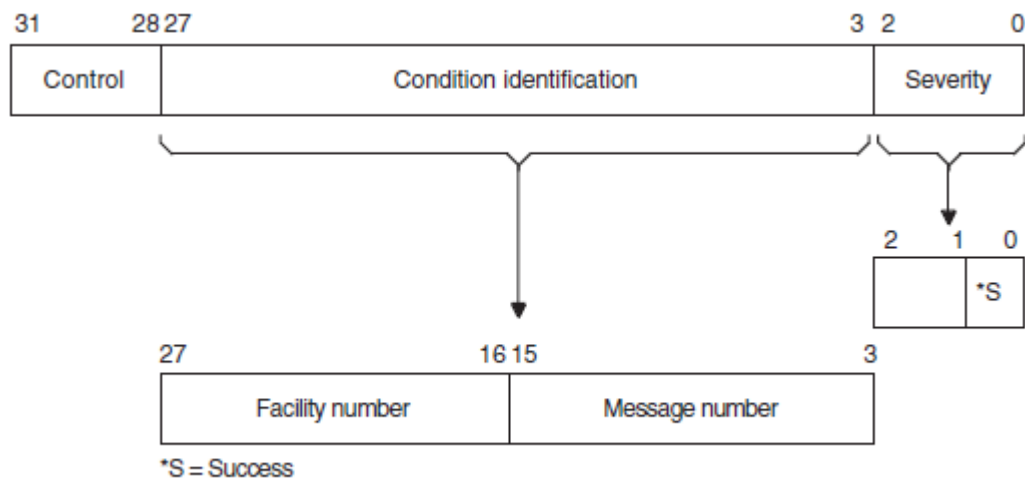 31 28 27 3 2 0
Control Condition identification Severity
2 1 0
*S
27 16 15 3
Facility number Message number
*S = Success